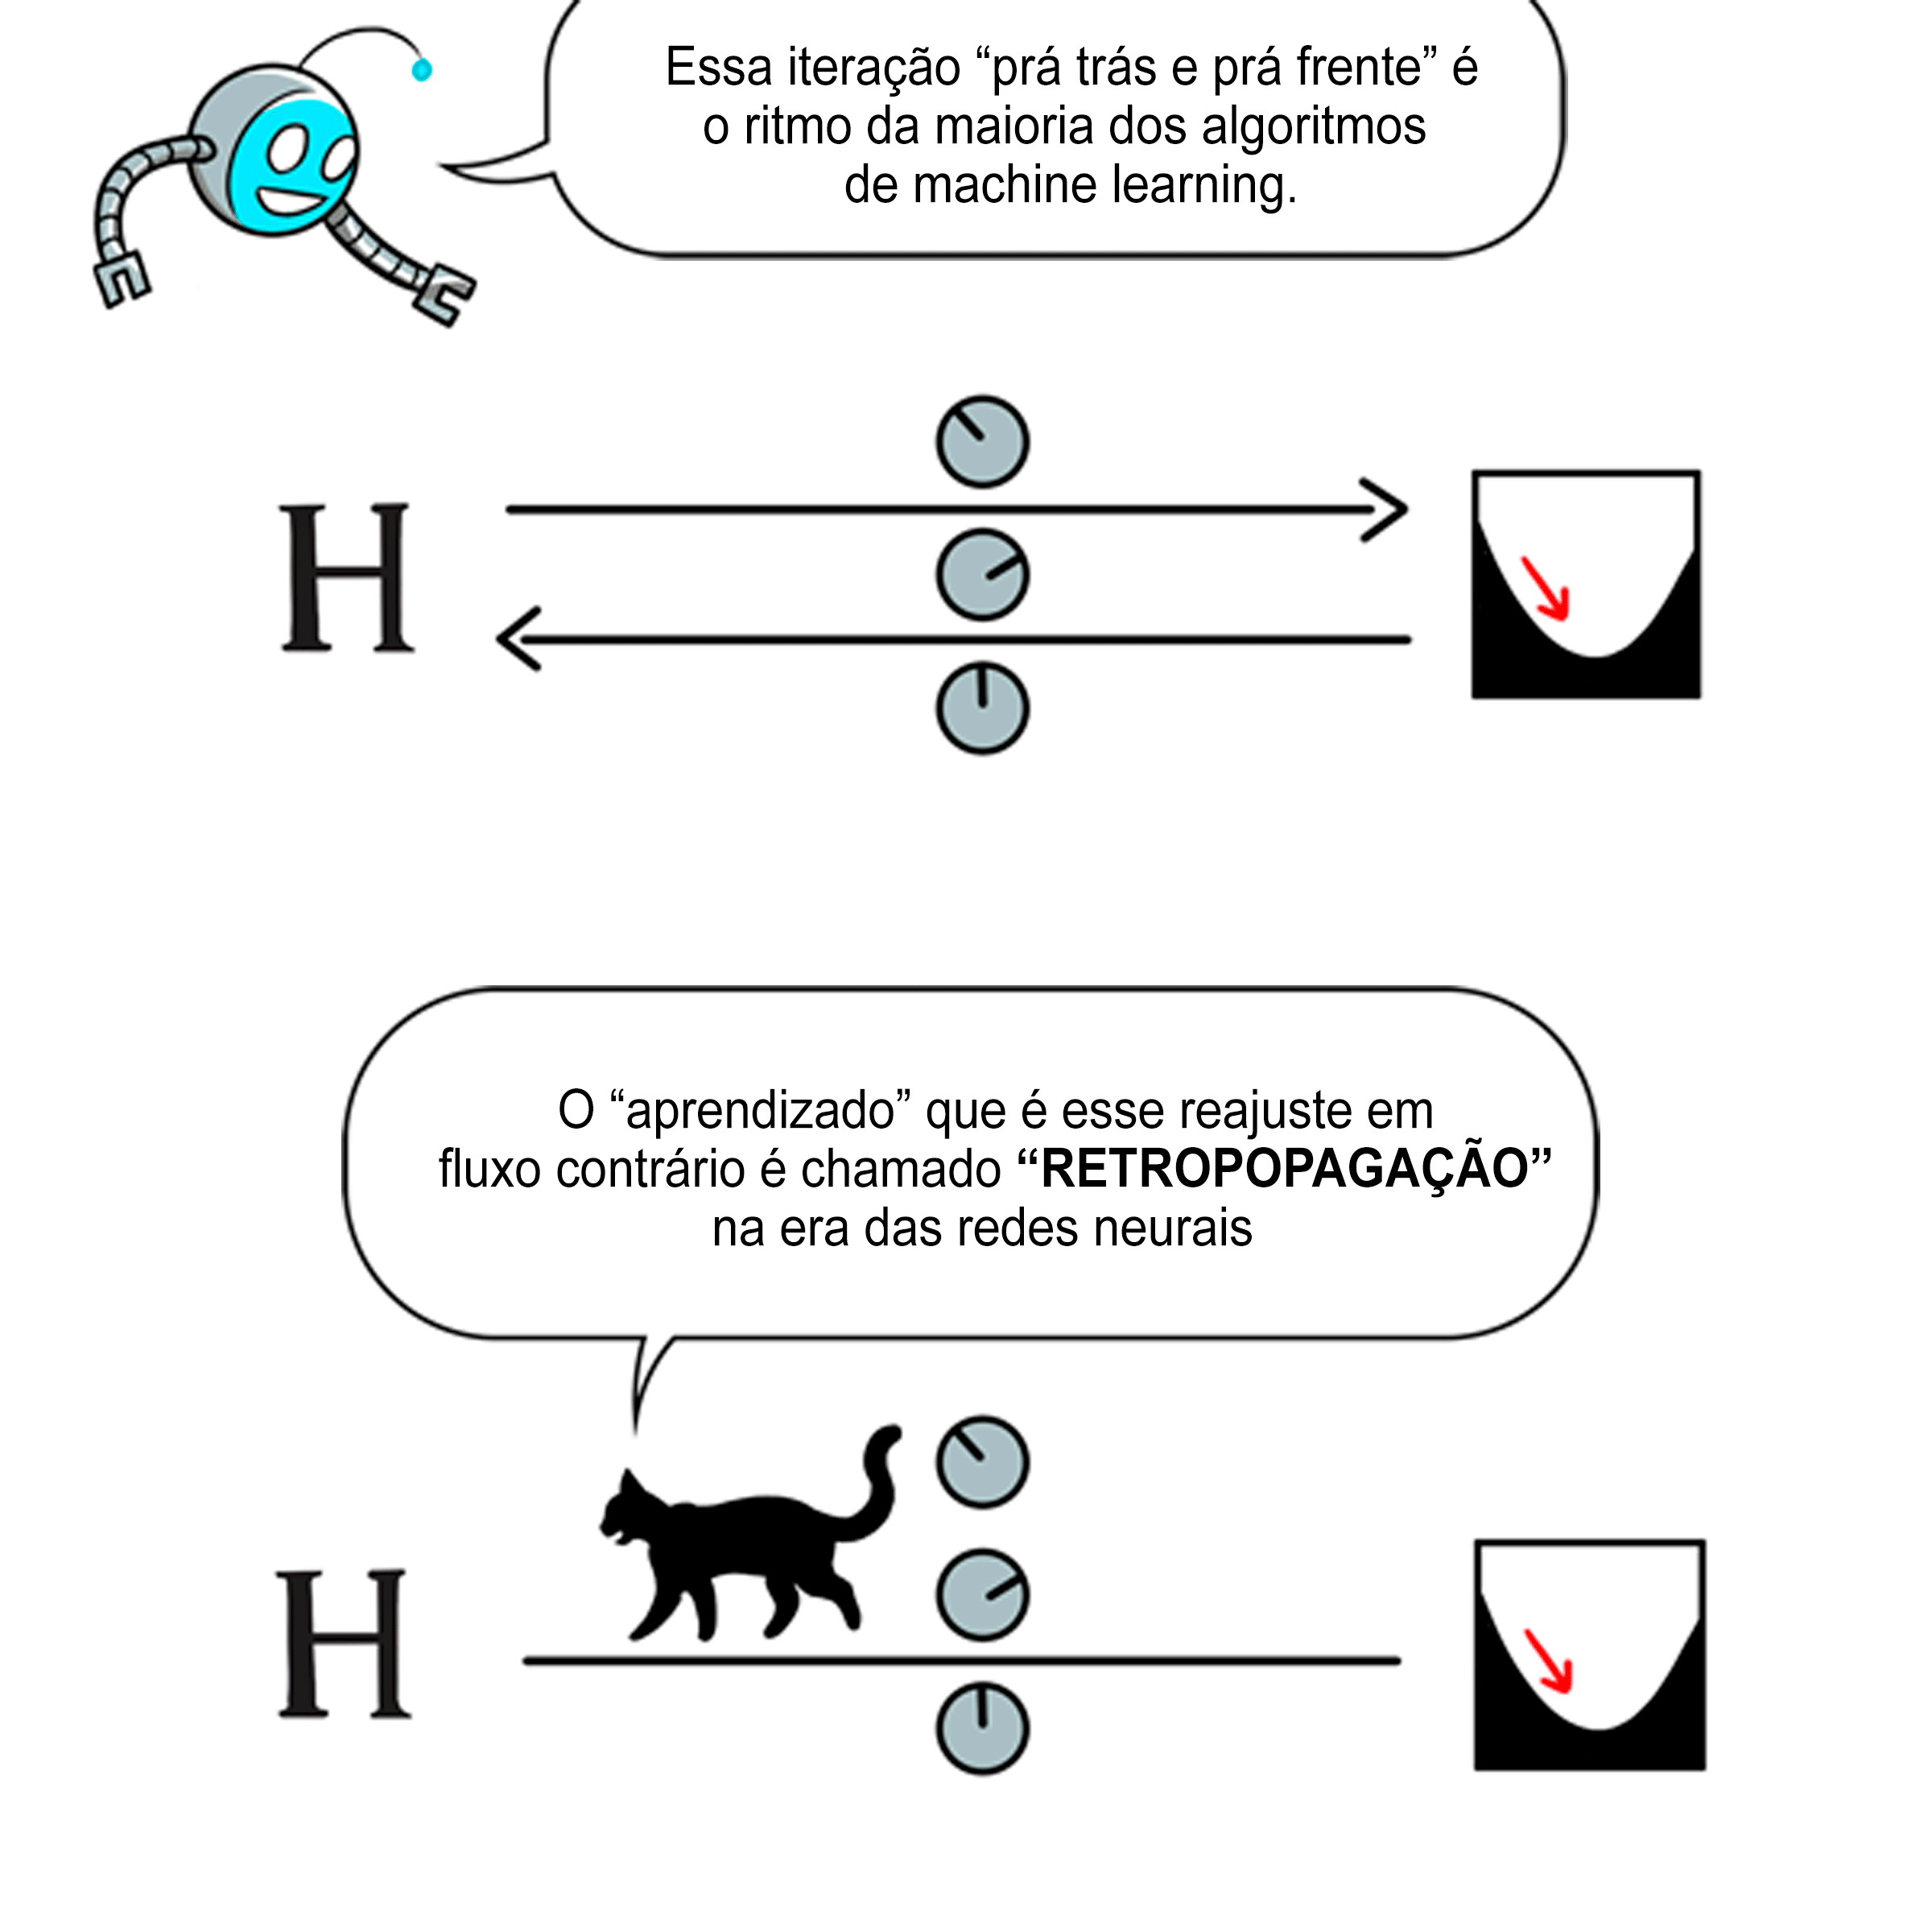 Essa iteração “prá trás e prá frente” é
o ritmo da maioria dos algoritmos
de machine learning.
H
O “aprendizado” que é esse reajuste em
fluxo contrário é chamado “RETROPOPAGAÇÃO”
na era das redes neurais
H